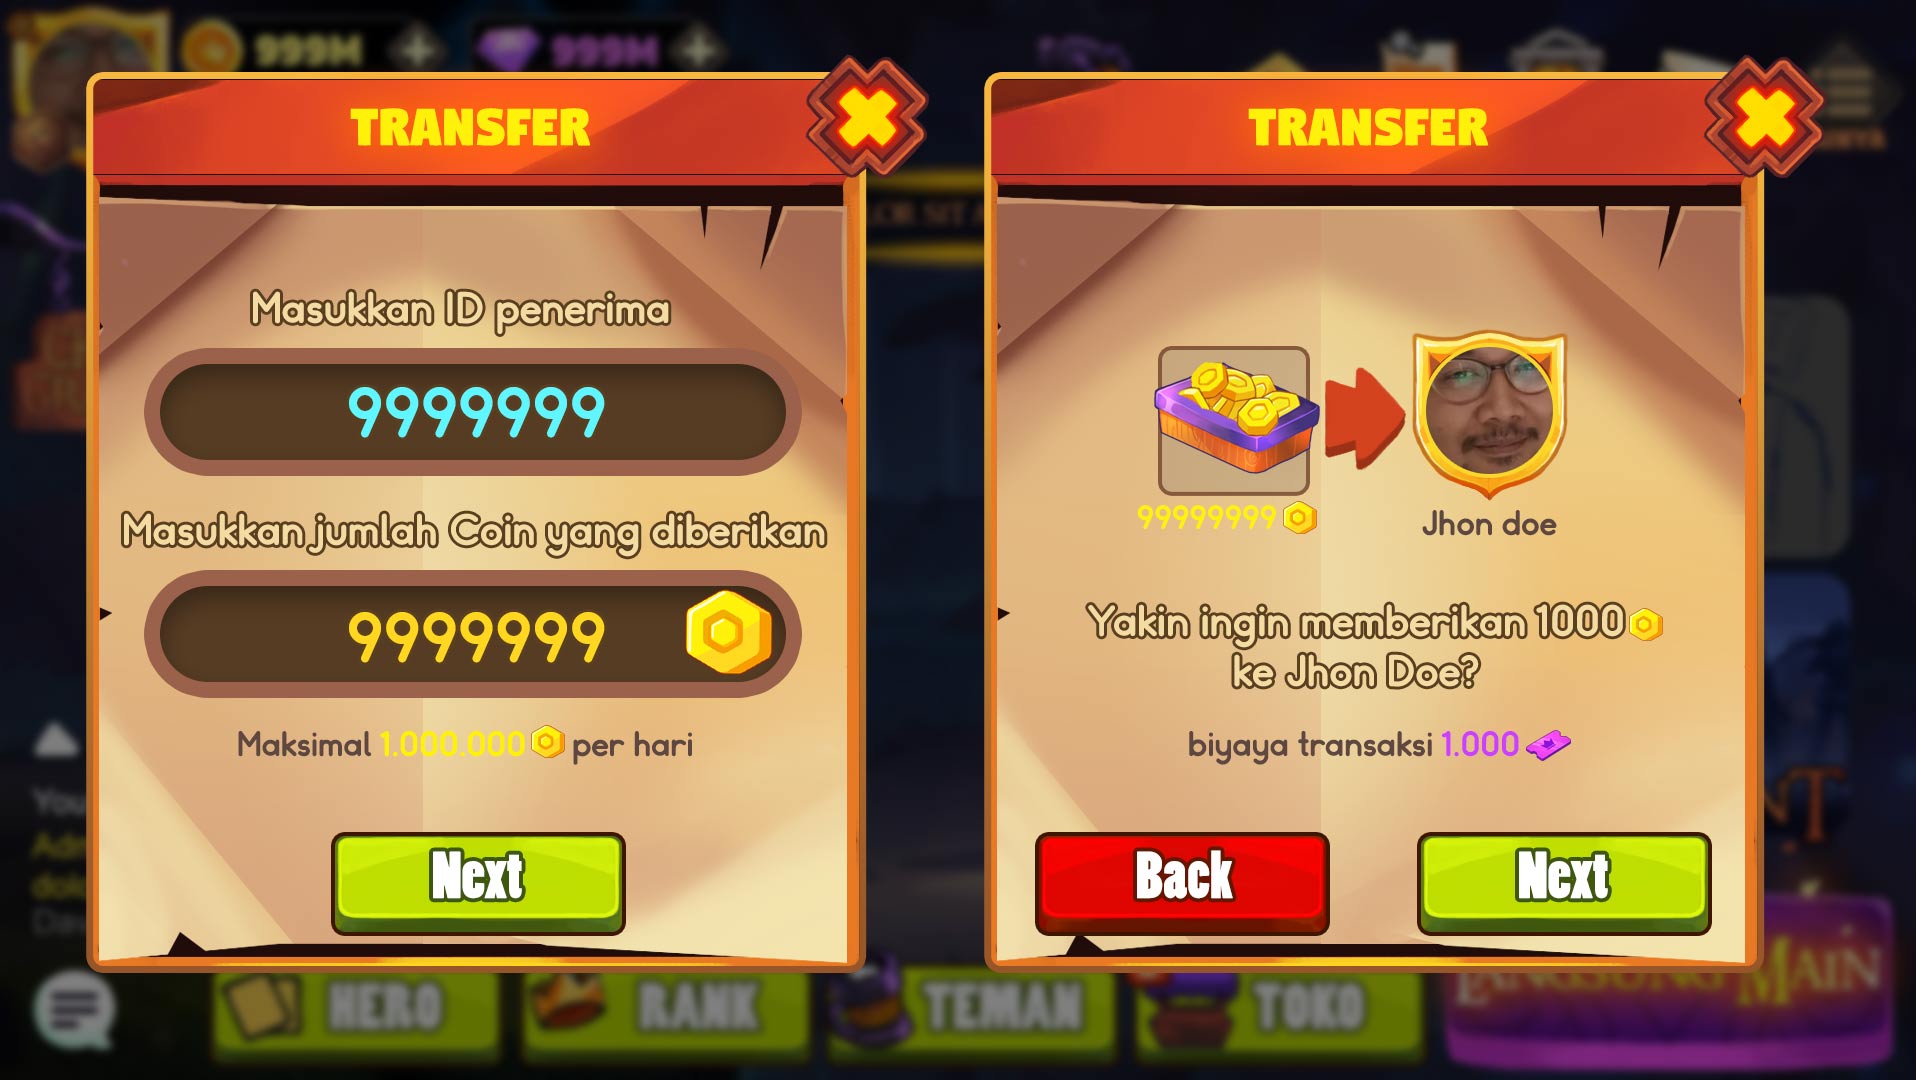 999M
999M
TRANSFER
Masukkan ID penerima
9999999
Masukkan jumlah Coin yang diberikan
9999999
Maksimal 1.000.000 per hari
Next
TRANSFER
99999999
Jhon doe
Yakin ingin memberikan 1000
ke Jhon Doe?
biyaya transaksi 1.000
Back
Next
HERO
RANK
TEMAN
TOKO
LANGSUNG MAIN